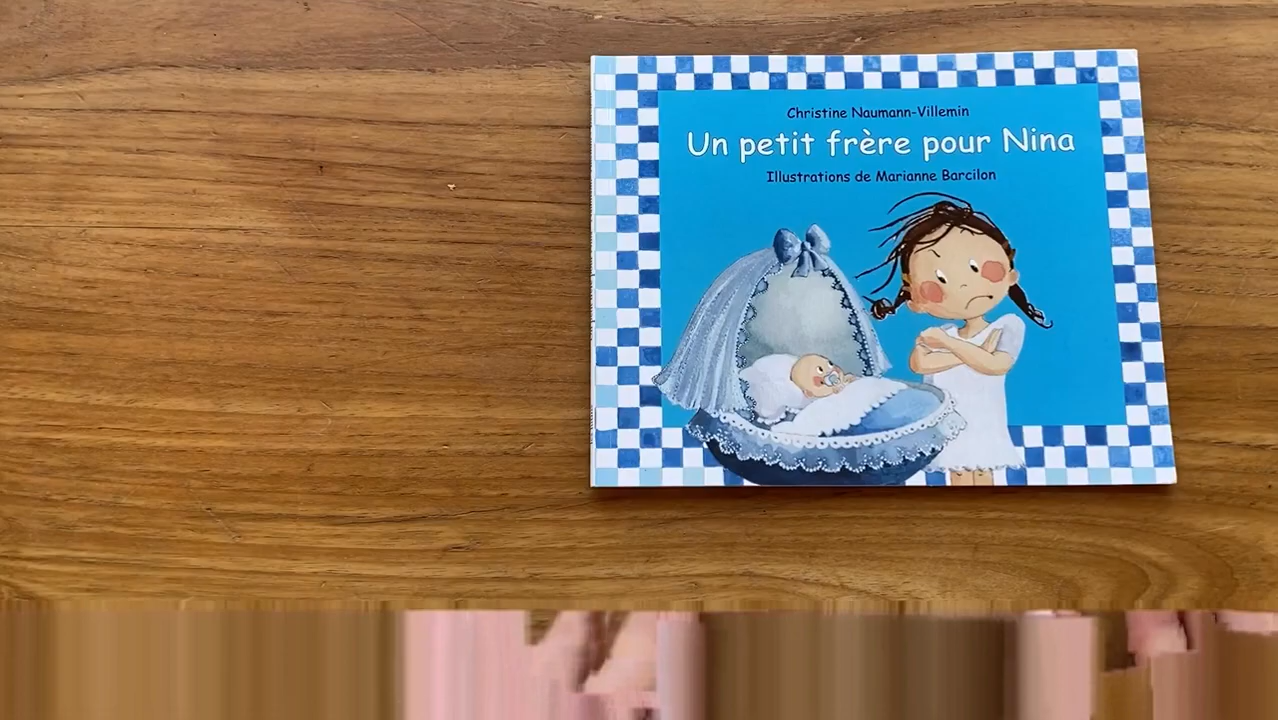 Christine Naumann-Villemin
Un petit frère pour Nina
Illustrations de Marianne Barcilon